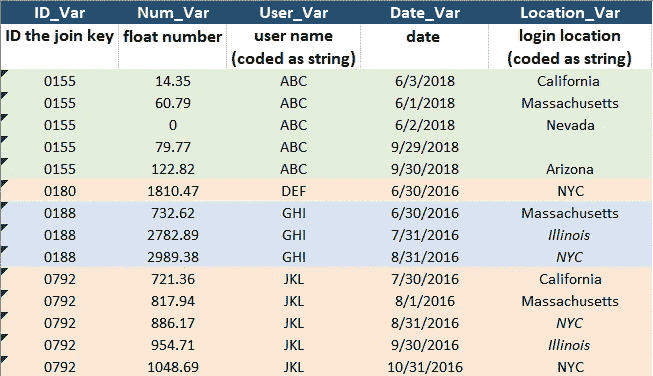 ID_Var Num_Var User_Var Date_Var Location_Var
ID the join key float number user name date login location
(coded as string) (coded as string)
0155 14.35 ABC 6/3/2018 California
0155 60.79 ABC 6/1/2018 Massachusetts
0155 0 ABC 6/2/2018 Nevada
0155 79.77 ABC 9/29/2018
0155 122.82 ABC 9/30/2018 Arizona
0180 1810.47 DEF 6/30/2016 NYC
0188 732.62 GHI 6/30/2016 Massachusetts
0188 2782.89 GHI 7/31/2016 Illinois
0188 2989.38 GHI 8/31/2016 NYC
0792 721.36 JKL 7/30/2016 California
0792 817.94 JKL 8/1/2016 Massachusetts
0792 886.17 JKL 8/31/2016 NYC
0792 954.71 JKL 9/30/2016 Illinois
0792 1048.69 JKL 10/31/2016 NYC